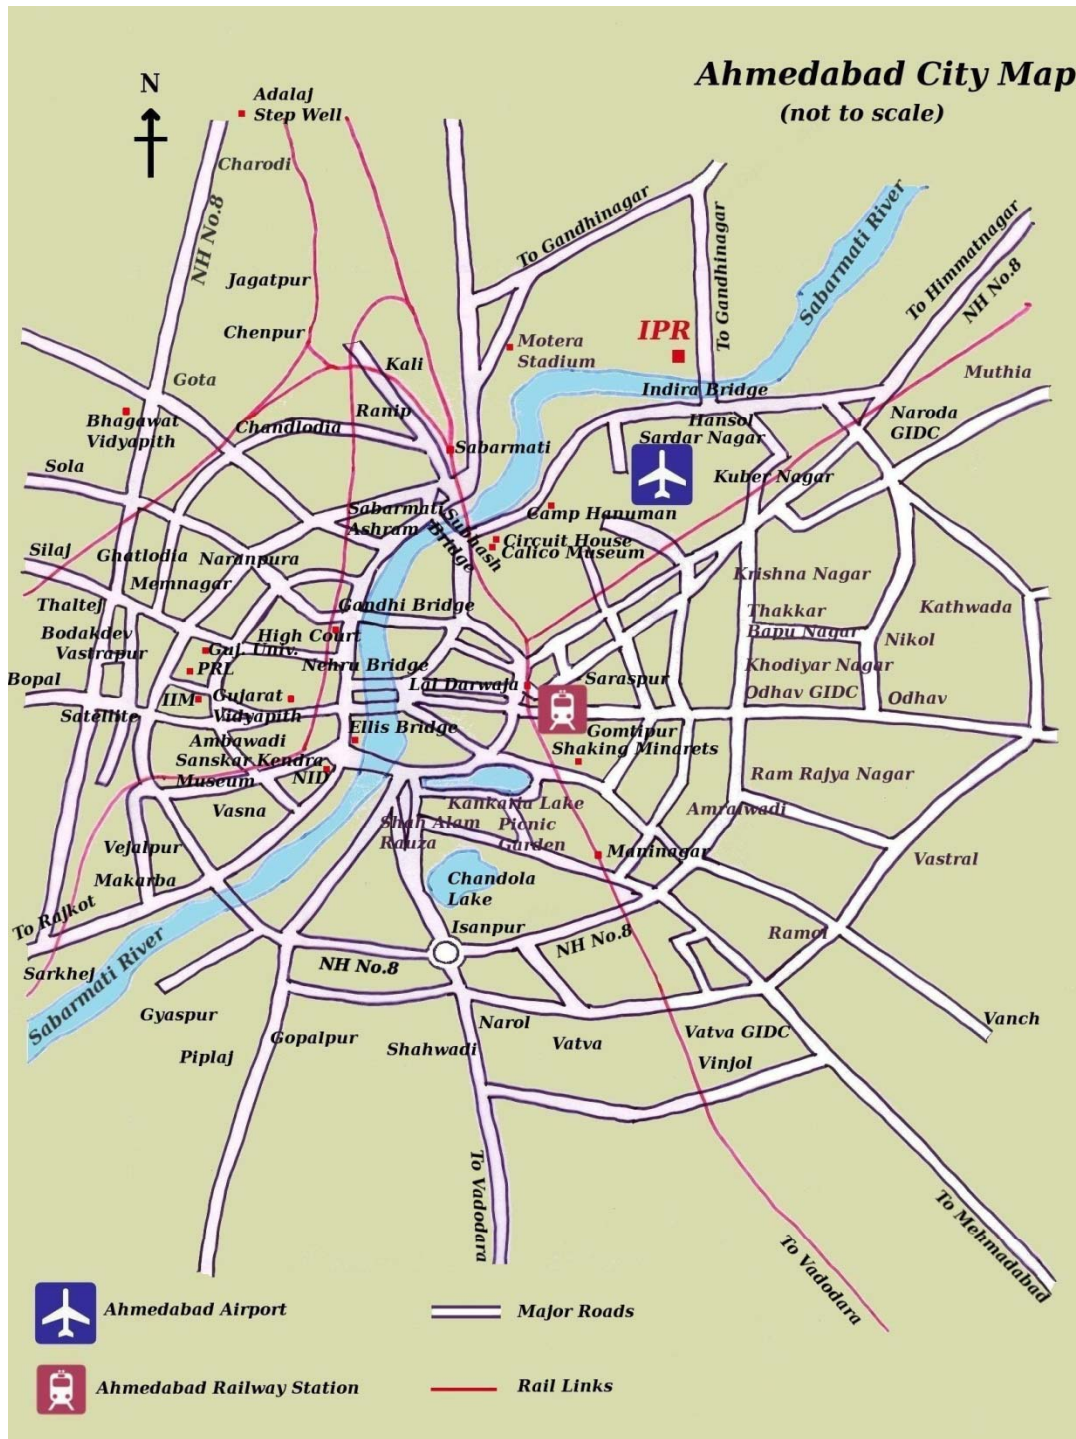 Ahmedabad City Map
(not to scale)
N
Adalaj
Step Well
Charodi
NH No.8
Jagatpur
Chenpur
Gota
Kali
Ranip
Bhagawat
Vidyapith
Chandlodia
Sabarmati
To Gandhinagar
To Gandhinagar
Motera
Stadium
IPR
Sabarmati River
To Himmatnagar
NH No.8
Muthia
Indira Bridge
Hansol
Sardar Nagar
Naroda
GIDC
Kuber Nagar
Sola
Sabarmati
Ashram
Subhash
Bridge
Camp Hanuman
Circuit House
Calico Museum
Silaj
Ghatlodia
Naranpura
Memnagar
Krishna Nagar
Thaltej
Gandhi Bridge
Thakkar
Bapu Nagar
Kathwada
Bodakdev
Vastrapur
High Court
Guj. Univ.
Nikol
PRL
Nehru Bridge
Khodiyar Nagar
Bopal
Lal Darwaja
Saraspur
IIM
Gujarat
Vidyapith
Odhav GIDC
Odhav
Satellite
Ellis Bridge
Gomtipur
Ambawadi
Shaking Minarets
Sanskar Kendra
Museum
NID
Ram Rajya Nagar
Vasna
Kankaria Lake
Picnic
Garden
Amraiwadi
Shah Alam
Rauza
Vejalpur
Maninagar
Vastral
Makarba
Chandola
Lake
To Rajkot
Isanpur
NH No.8
Ramol
Sarkhej
NH No.8
Sabarmati River
Gyaspur
Gopalpur
Narol
Vatva
Vatva GIDC
Vanch
Piplaj
Shahwadi
Vinjol
To Vadodara
To Vadodara
To Mehmadabad
Ahmedabad Airport
Major Roads
Ahmedabad Railway Station
Rail Links